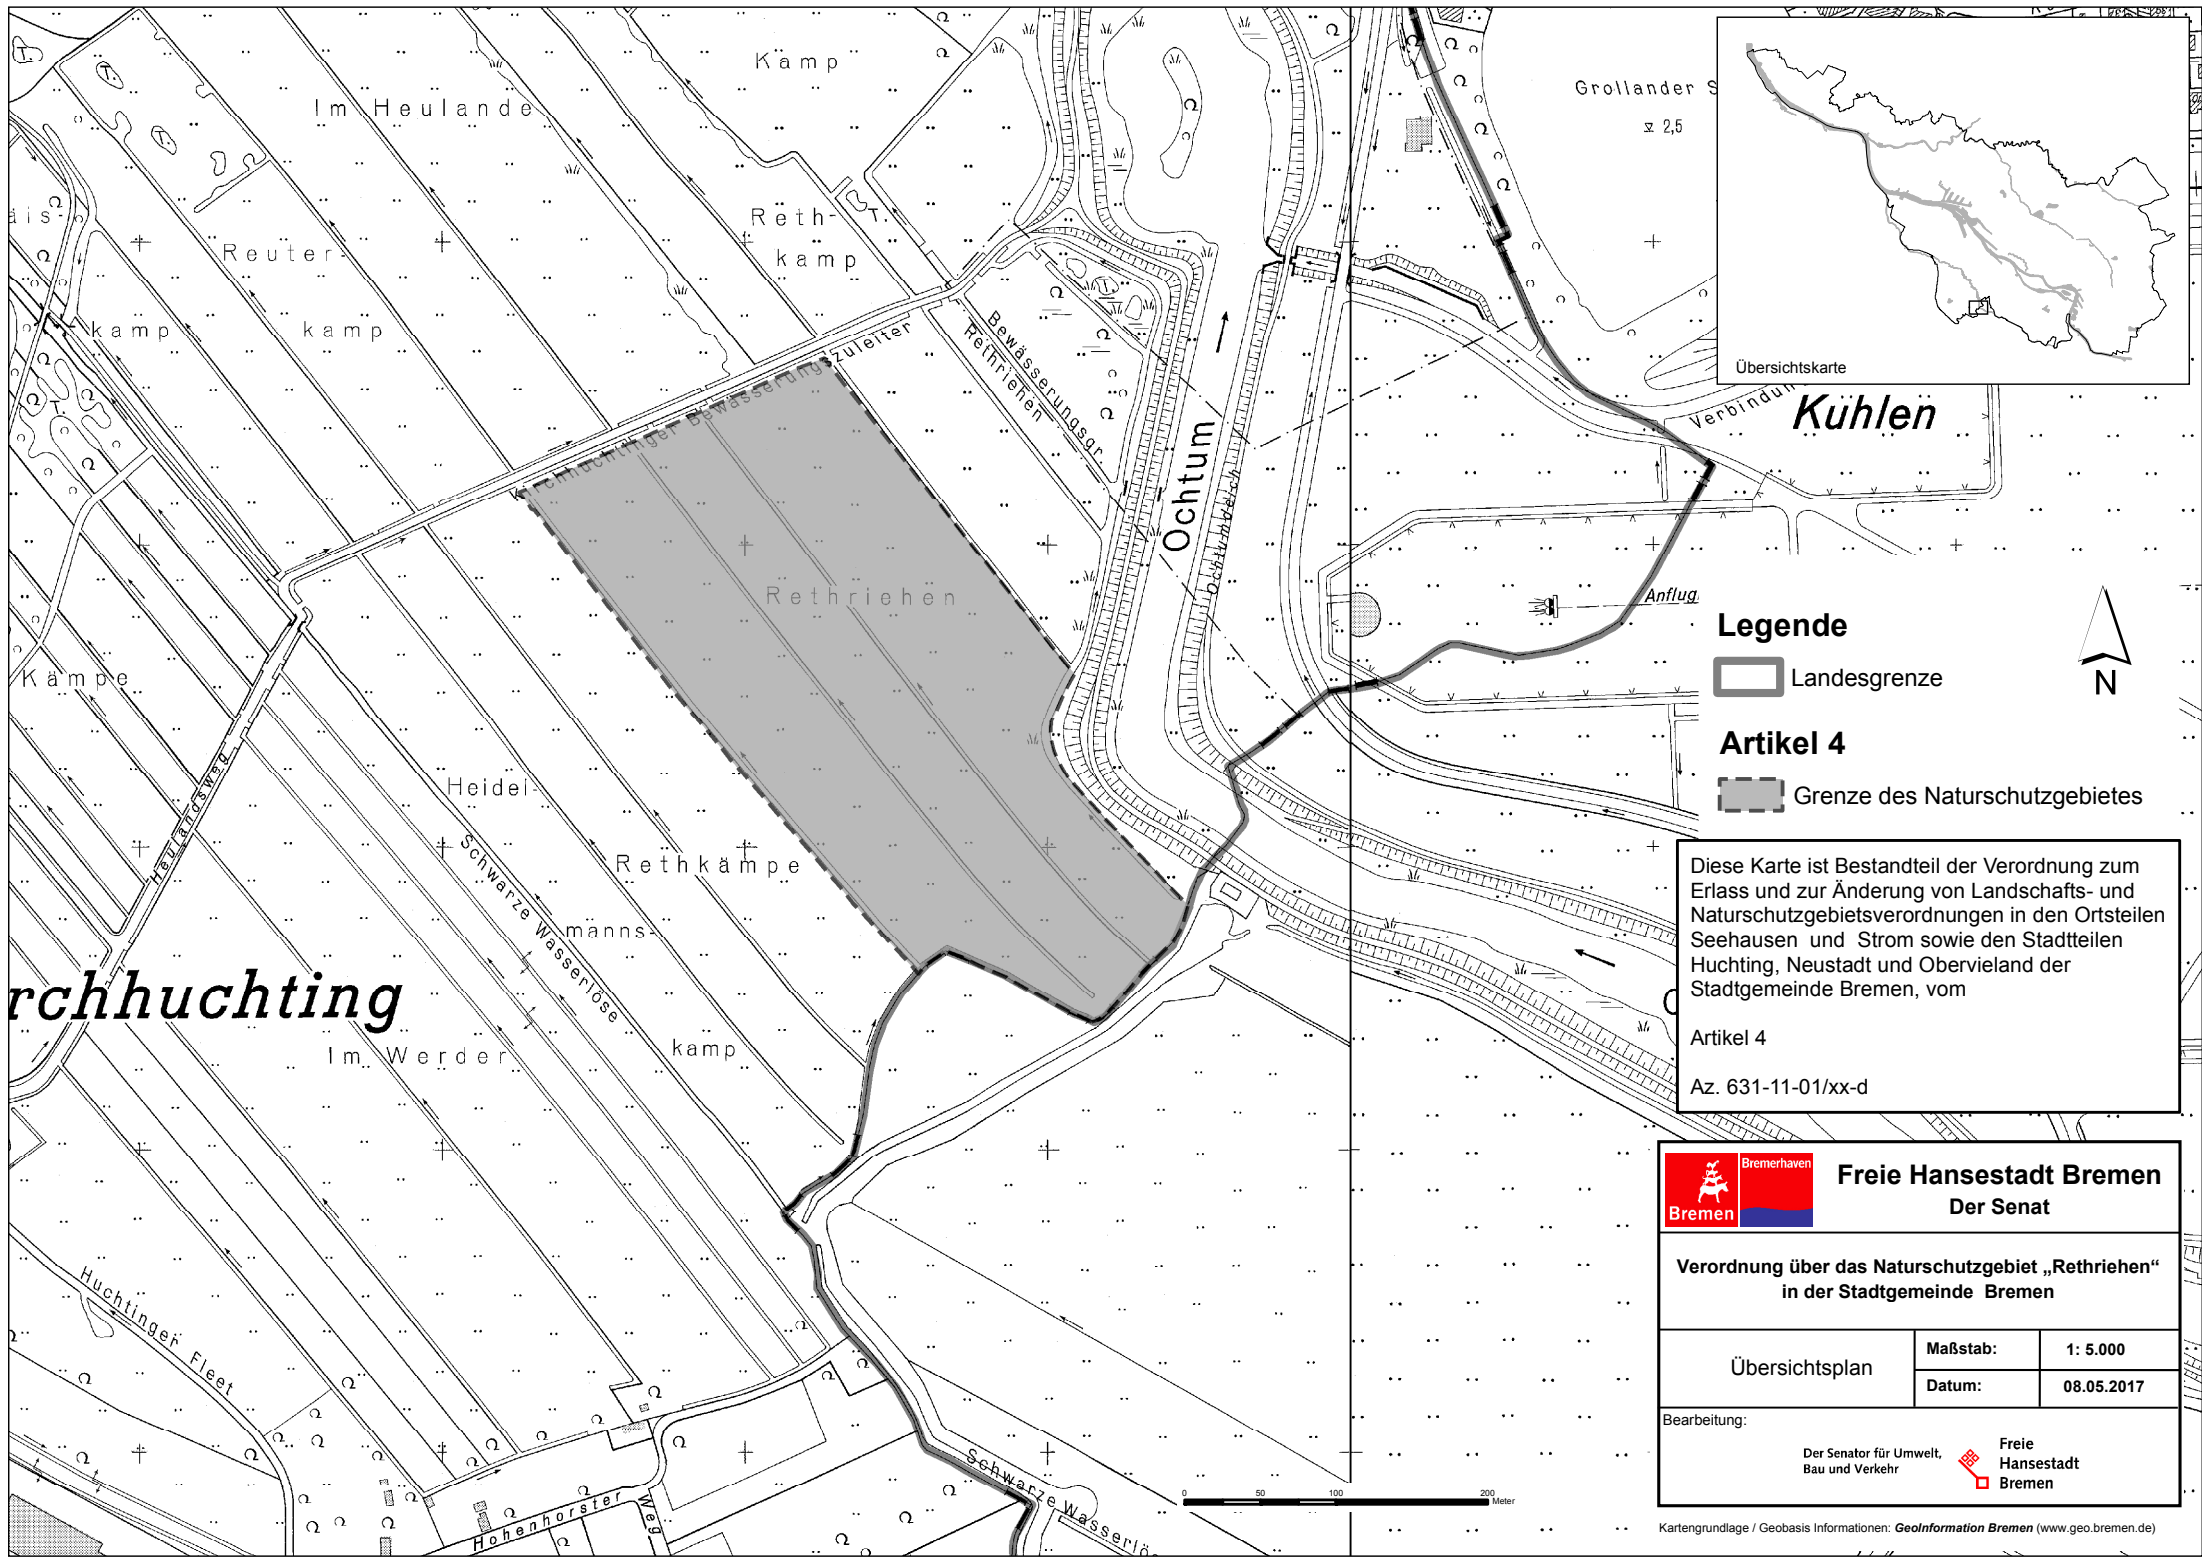 Im Heulande
Kämp
Grollander S
2,5
T.
T.
T.
Reth-
kamp
T.
Reuter-
kamp
kamp
T.
T.
Übersichtskarte
Verbindun
Kuhlen
Bewässerungsgr.
Rethriehen
rchhuchtinger Bewässerungszuleiter
Ochtum
Ochtumdeich
Rethriehen
Anflug
Kämpe
Heulandsweg
Heidel-
manns-
kamp
Schwarze Wasserlöse
Rethkämpe
rchhuchting
Im Werder
Huchtinger Fleet
Hohenhorster Weg
Schwarze Wasserlös
Legende
Landesgrenze
N
Artikel 4
Grenze des Naturschutzgebietes
Diese Karte ist Bestandteil der Verordnung zum
Erlass und zur Änderung von Landschafts- und
Naturschutzgebietsverordnungen in den Ortsteilen
Seehausen und Strom sowie den Stadtteilen
Huchting, Neustadt und Obervieland der
Stadtgemeinde Bremen, vom
Artikel 4
Az. 631-11-01/xx-d
Bremen
Bremerhaven
Freie Hansestadt Bremen
Der Senat
Verordnung über das Naturschutzgebiet „Rethriehen“
in der Stadtgemeinde Bremen
Übersichtsplan
Maßstab: 1: 5.000
Datum: 08.05.2017
Bearbeitung:
Der Senator für Umwelt,
Bau und Verkehr
Freie
Hansestadt
Bremen
0 50 100 200
Meter
Kartengrundlage / Geobasis Informationen: GeoInformation Bremen (www.geo.bremen.de)